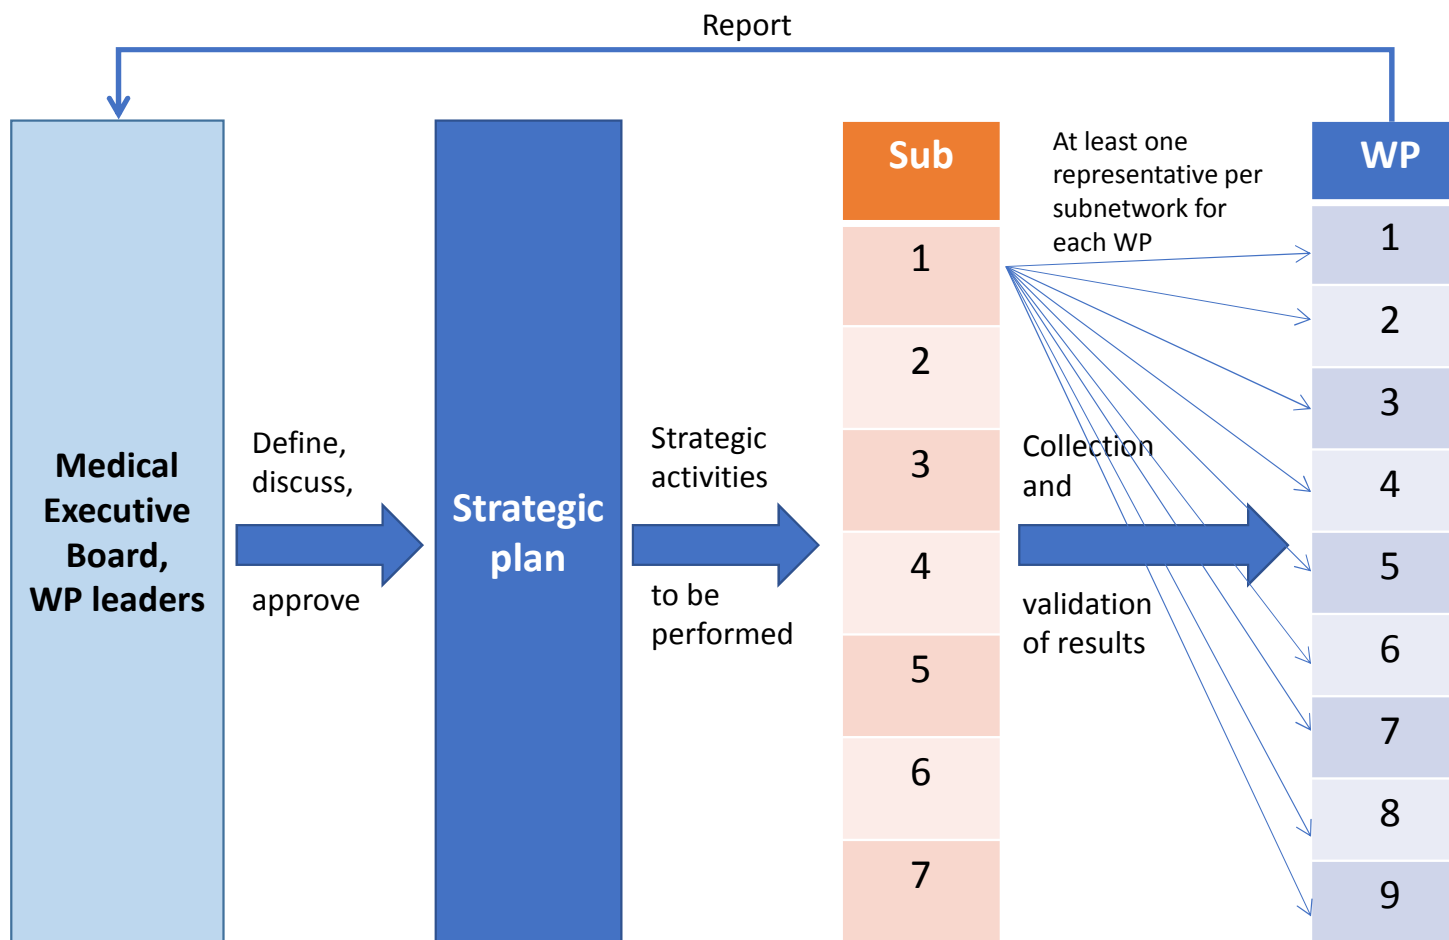 Report
Medical
Executive
Board,
WP leaders
Define,
discuss,
approve
Strategic
plan
Strategic
activities
to be
performed
Sub
1
2
3
4
5
6
7
At least one
representative per
subnetwork for
each WP
Collection
and
validation
of results
WP
1
2
3
4
5
6
7
8
9